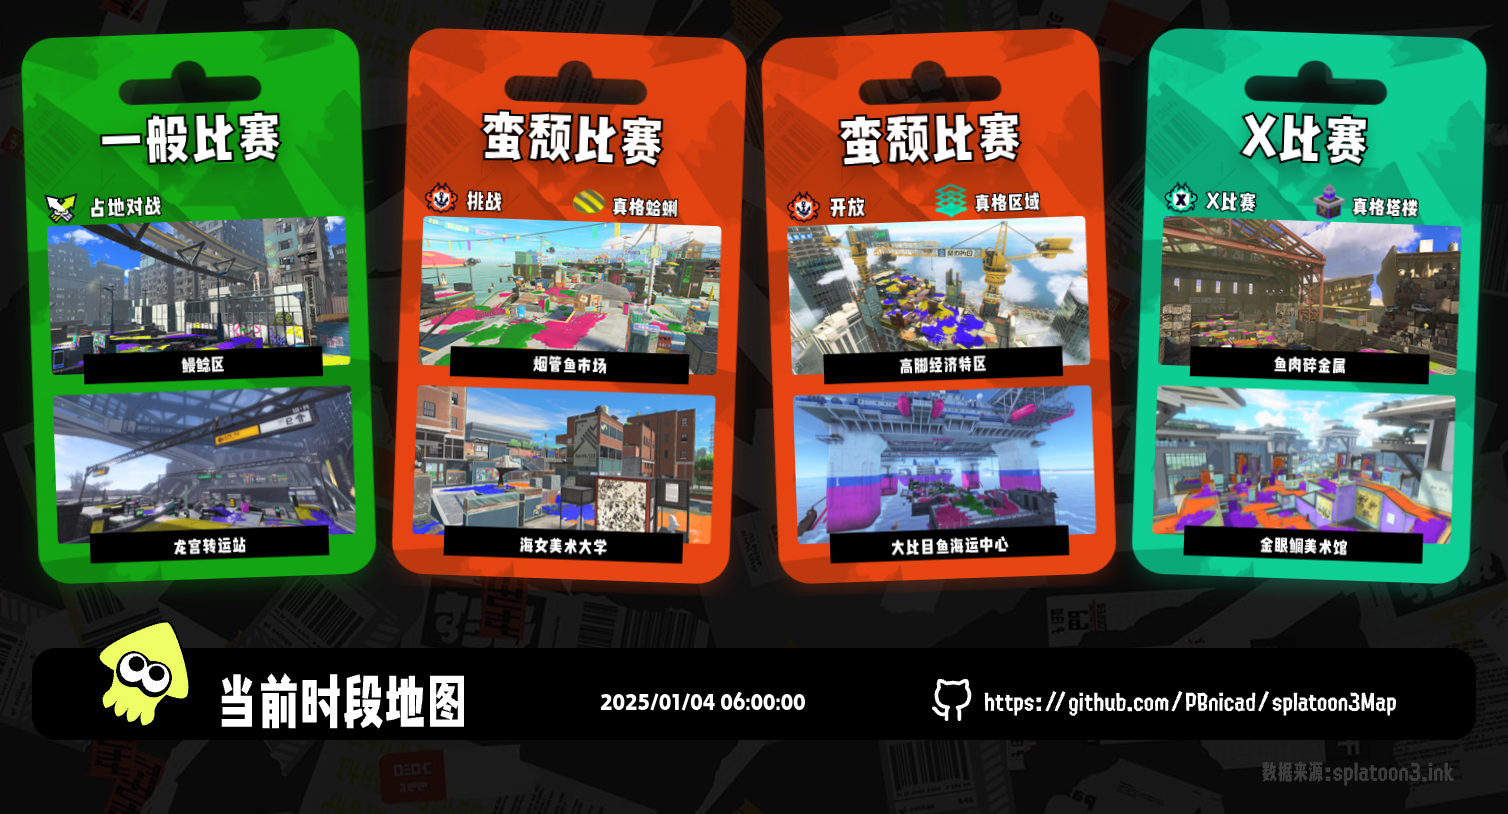 一般比赛
占地对战
鳗鲶区
龙宫转运站
蛮颓比赛
挑战
真格蛤蜊
烟管鱼市场
海女美术大学
蛮颓比赛
开放
真格区域
高脚经济特区
大比目鱼海运中心
X比赛
X比赛
真格塔楼
鱼肉碎金属
金眼鲷美术馆
当前时段地图
2025/01/04 06:00:00
https://github.com/PBnicad/splatoon3Map
数据来源:splatoon3.ink